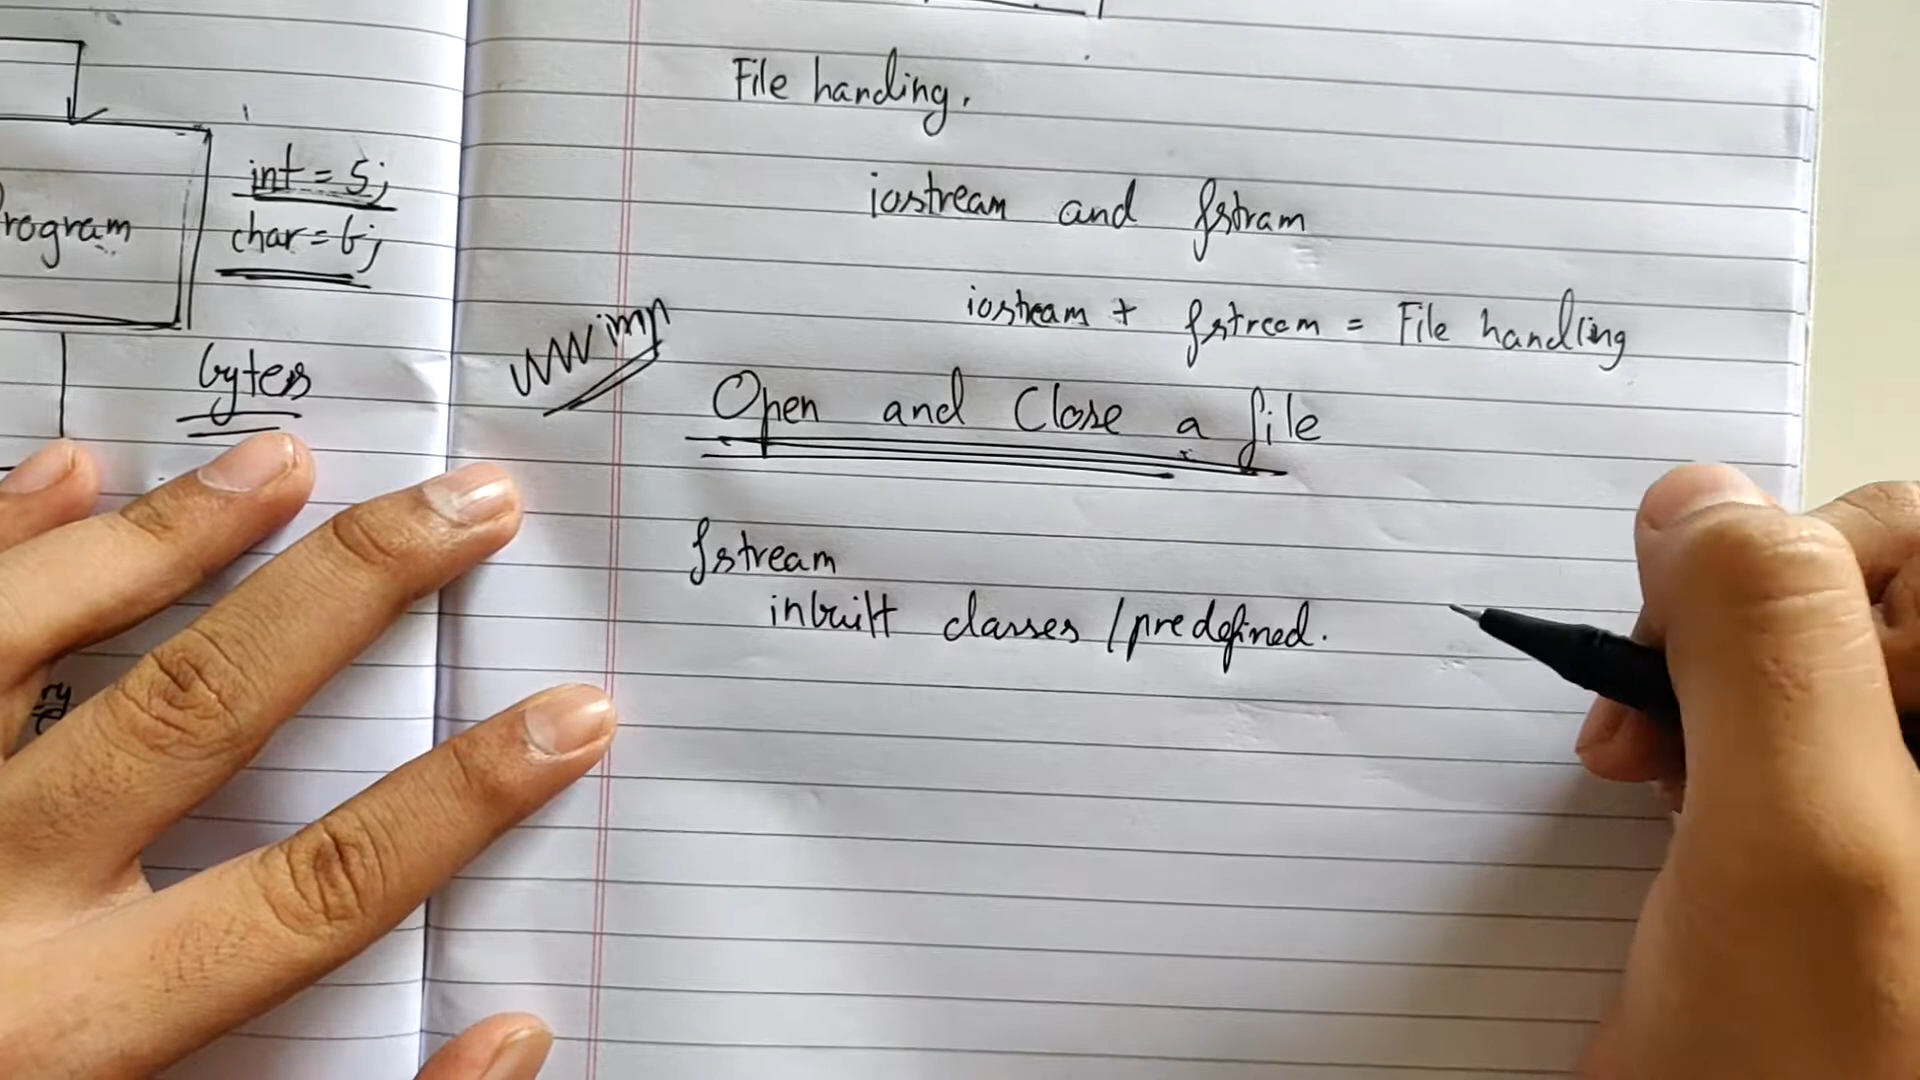 int = 5;
char = 6;
rogram
bytes
File handing.
iostream and fstram
iostream + fstream = File handling
imp
Open and Close a file
fstream
inbuilt classes / predefined.